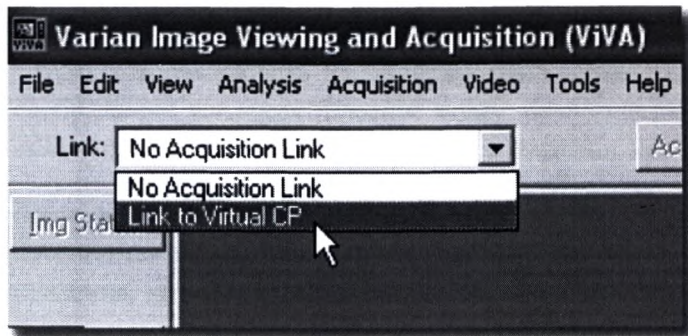 Varian Image Viewing and Acquisition (ViVA)
File Edit View Analysis Acquisition Video Tools Help
Link: No Acquisition Link
No Acquisition Link
Link to Virtual CP